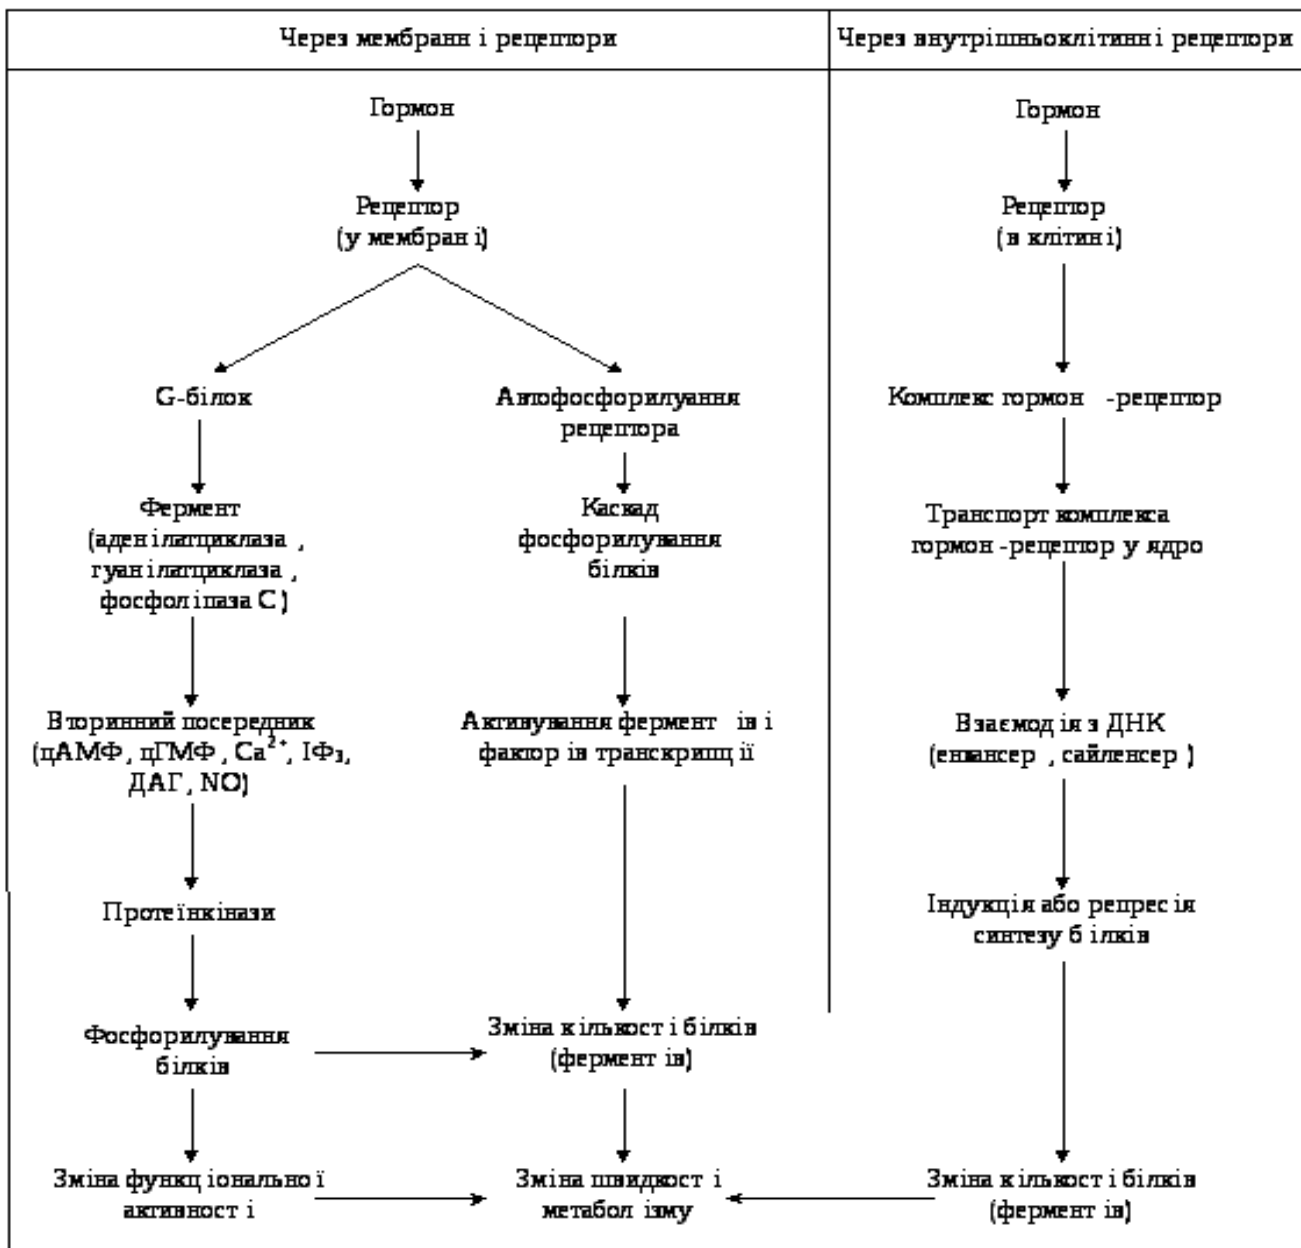 Через мембранні рецептори
Через внутрішньоклітинні рецептори
Гормон
Рецептор
(у мембрані)
G-білок
Фермент
(аденілатциклаза,
гуанілатциклаза,
фосфоліпаза С)
Вторинний посередник
(цАМФ, цГМФ, Ca²⁺, ІФ₃,
ДАГ, NO)
Протеїнкінази
Фосфорилування
білків
Зміна функціональної
активності
Автофосфорилуання
рецептора
Каскад
фосфорилування
білків
Активування ферментів і
факторів транскрипції
Зміна кількості білків
(ферментів)
Зміна швидкості
метаболізму
Гормон
Рецептор
(в клітині)
Комплекс гормон -рецептор
Транспорт комплекса
гормон-рецептор у ядро
Взаємодія з ДНК
(енхансер, сайленсер)
Індукція або репресія
синтезу білків
Зміна кількості білків
(ферментів)